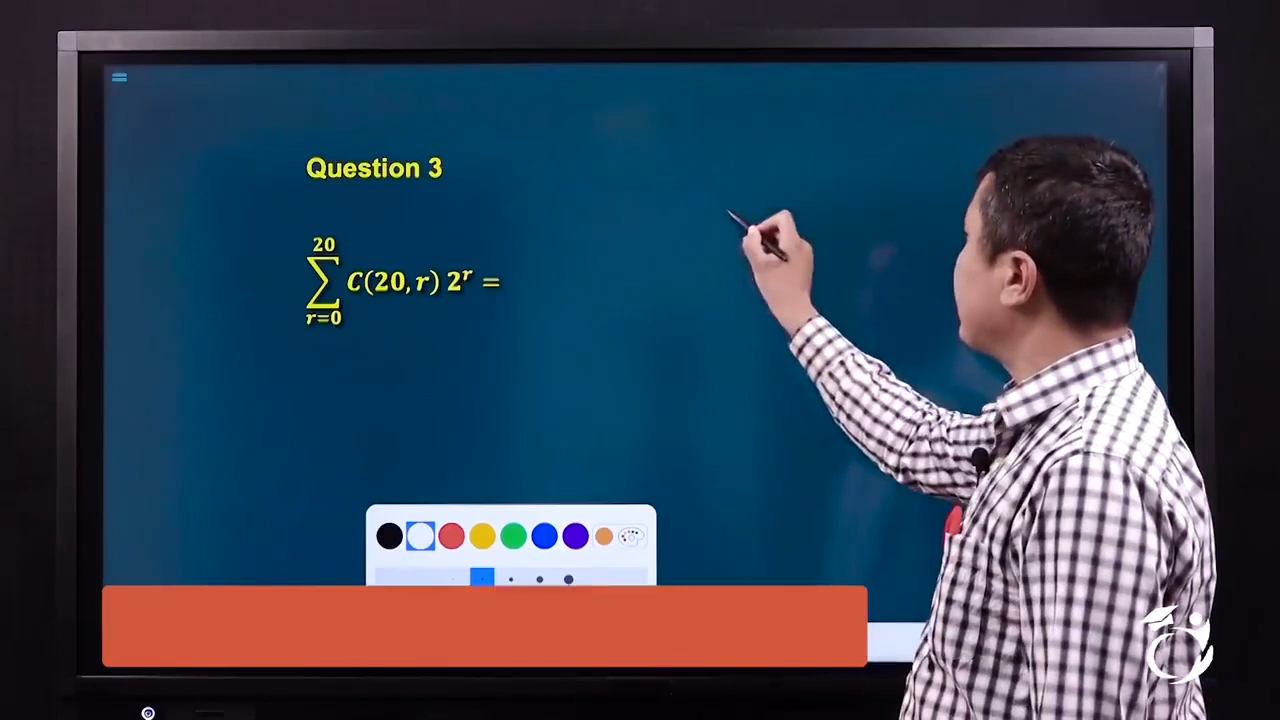 Question 3
20
∑ C(20, r) 2ʳ =
r=0